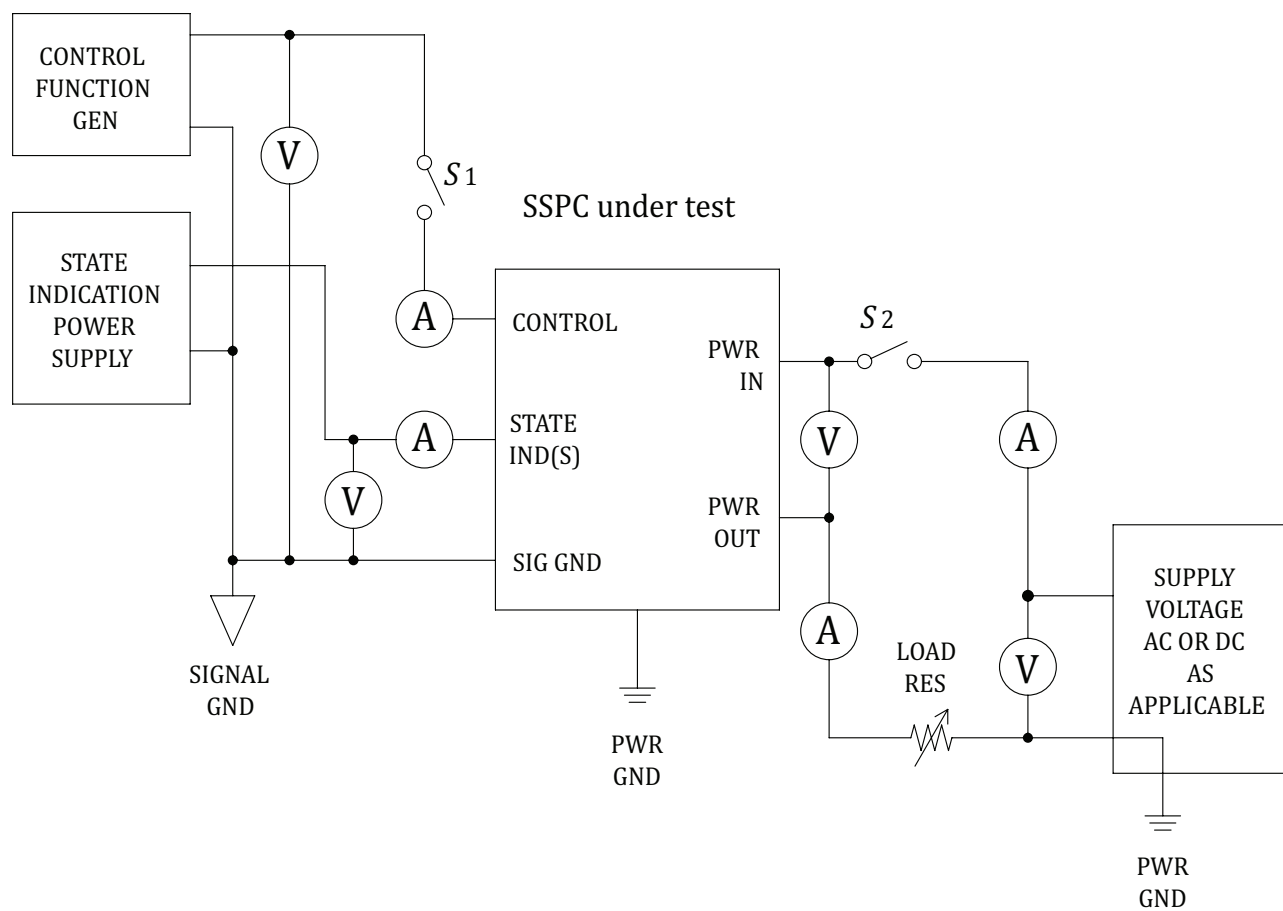 CONTROL
FUNCTION
GEN
V
S1
SSPC under test
STATE
INDICATION
POWER
SUPPLY
A
CONTROL
S2
PWR
IN
A
STATE
IND(S)
V
A
V
PWR
OUT
SIG GND
SUPPLY
VOLTAGE
AC OR DC
AS
APPLICABLE
A
LOAD
RES
V
SIGNAL
GND
PWR
GND
PWR
GND